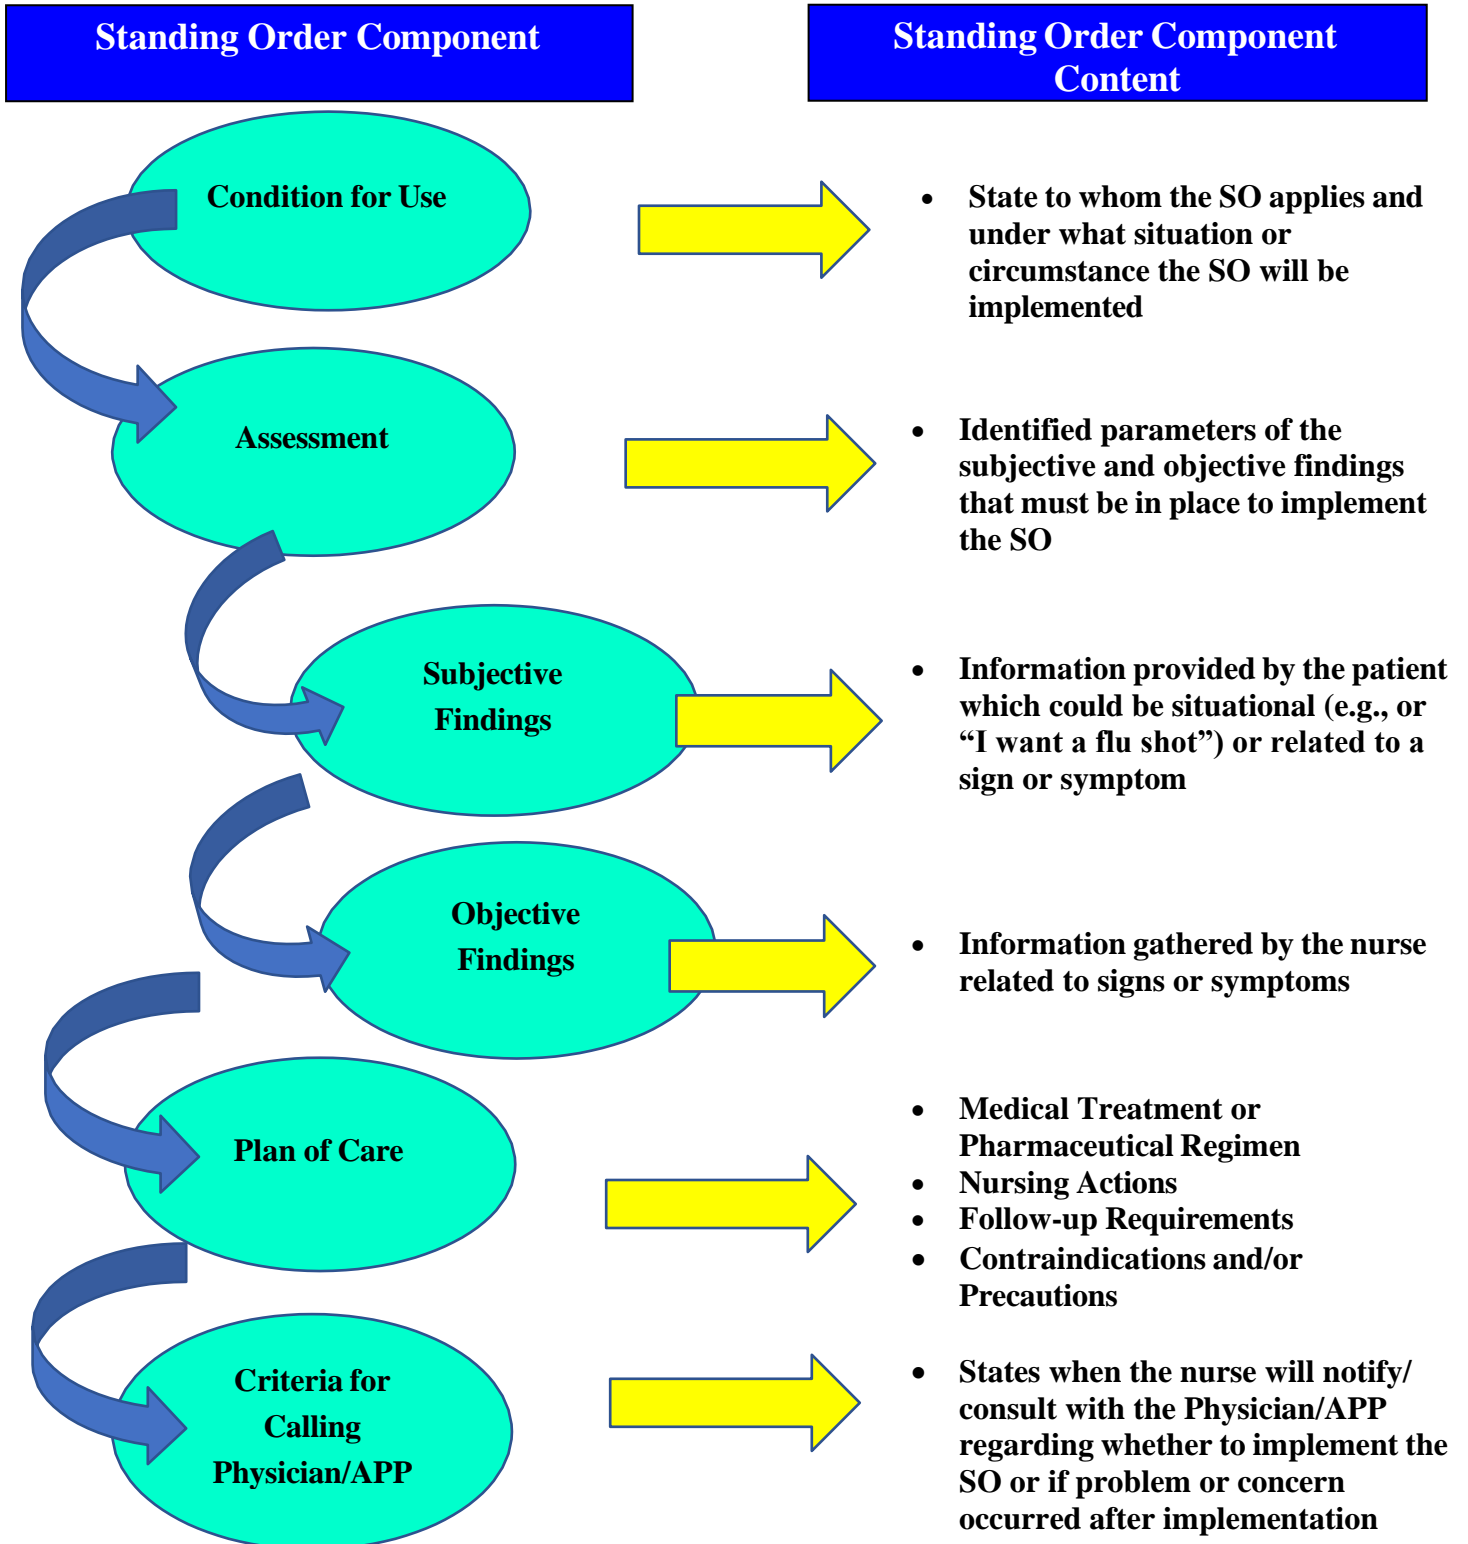 Standing Order Component
Standing Order Component
Content
Condition for Use
• State to whom the SO applies and
under what situation or
circumstance the SO will be
implemented
Assessment
• Identified parameters of the
subjective and objective findings
that must be in place to implement
the SO
Subjective
Findings
• Information provided by the patient
which could be situational (e.g., or
“I want a flu shot”) or related to a
sign or symptom
Objective
Findings
• Information gathered by the nurse
related to signs or symptoms
Plan of Care
• Medical Treatment or
Pharmaceutical Regimen
• Nursing Actions
• Follow-up Requirements
• Contraindications and/or
Precautions
Criteria for
Calling
Physician/APP
• States when the nurse will notify/
consult with the Physician/APP
regarding whether to implement the
SO or if problem or concern
occurred after implementation